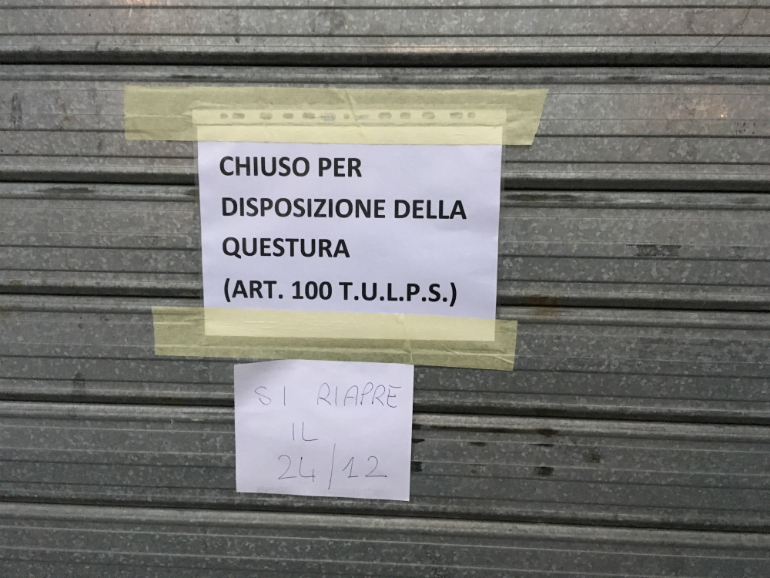 CHIUSO PER
DISPOSIZIONE DELLA
QUESTURA
(ART. 100 T.U.L.P.S.)
SI RIAPRE
IL
24/12